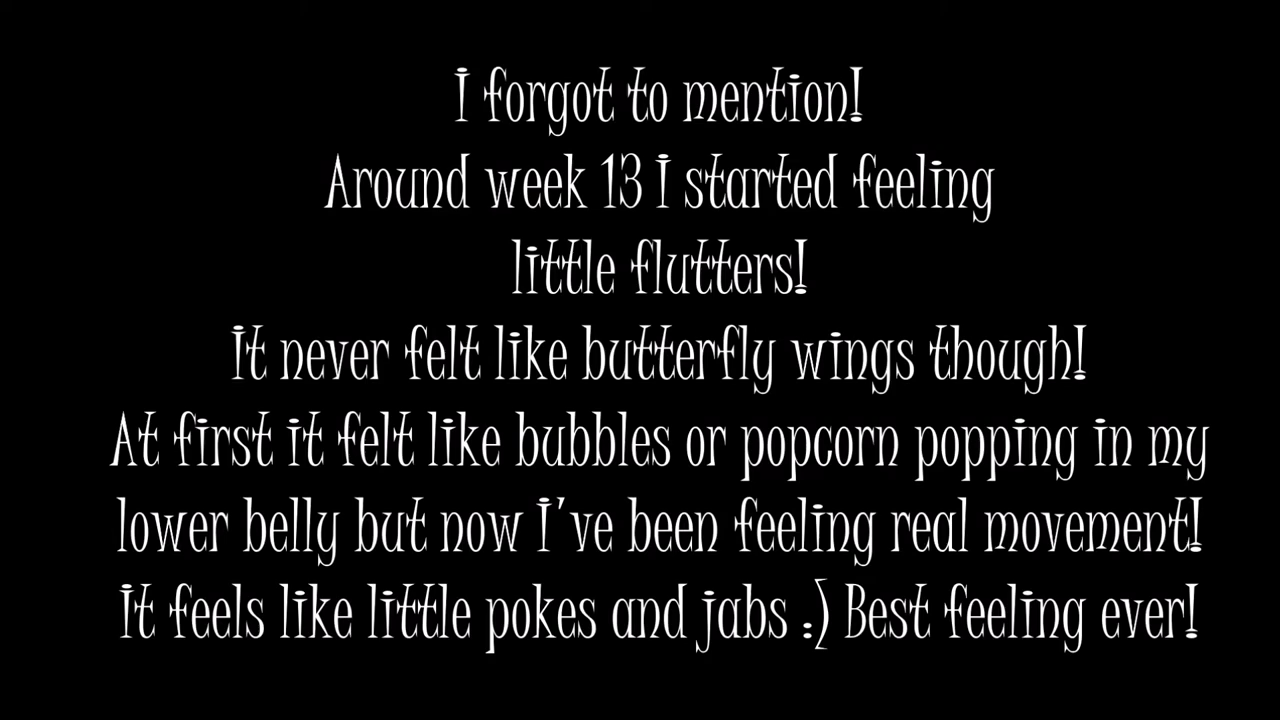 I forgot to mention!
Around week 13 I started feeling
little flutters!
It never felt like butterfly wings though!
At first it felt like bubbles or popcorn popping in my
lower belly but now I've been feeling real movement!
It feels like little pokes and jabs :) Best feeling ever!